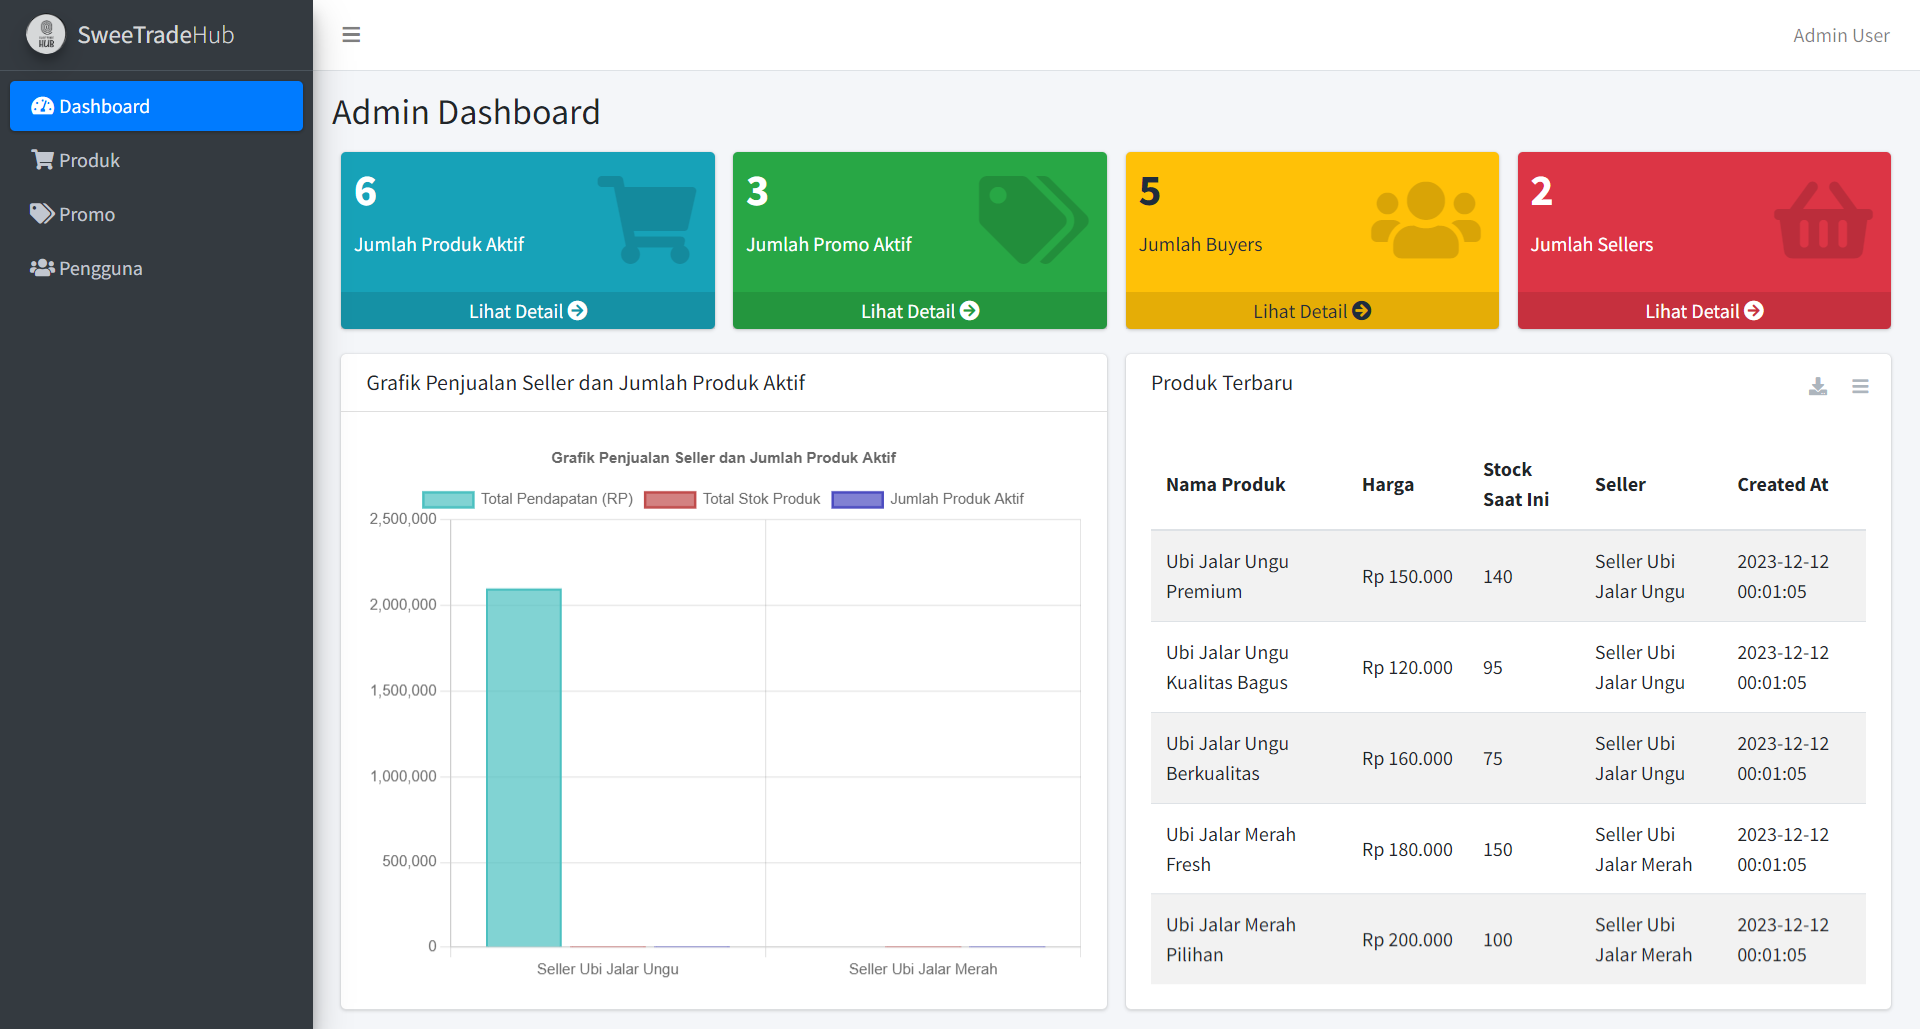 SweeTradeHub
Admin User
Dashboard
Produk
Promo
Pengguna
Admin Dashboard
6
Jumlah Produk Aktif
Lihat Detail
3
Jumlah Promo Aktif
Lihat Detail
5
Jumlah Buyers
Lihat Detail
2
Jumlah Sellers
Lihat Detail
Grafik Penjualan Seller dan Jumlah Produk Aktif
Grafik Penjualan Seller dan Jumlah Produk Aktif
Total Pendapatan (RP) Total Stok Produk Jumlah Produk Aktif
2,500,000
2,000,000
1,500,000
1,000,000
500,000
0
Seller Ubi Jalar Ungu Seller Ubi Jalar Merah
Produk Terbaru
Nama Produk Harga Stock Saat Ini Seller Created At
Ubi Jalar Ungu Premium Rp 150.000 140 Seller Ubi Jalar Ungu 2023-12-12 00:01:05
Ubi Jalar Ungu Kualitas Bagus Rp 120.000 95 Seller Ubi Jalar Ungu 2023-12-12 00:01:05
Ubi Jalar Ungu Berkualitas Rp 160.000 75 Seller Ubi Jalar Ungu 2023-12-12 00:01:05
Ubi Jalar Merah Fresh Rp 180.000 150 Seller Ubi Jalar Merah 2023-12-12 00:01:05
Ubi Jalar Merah Pilihan Rp 200.000 100 Seller Ubi Jalar Merah 2023-12-12 00:01:05